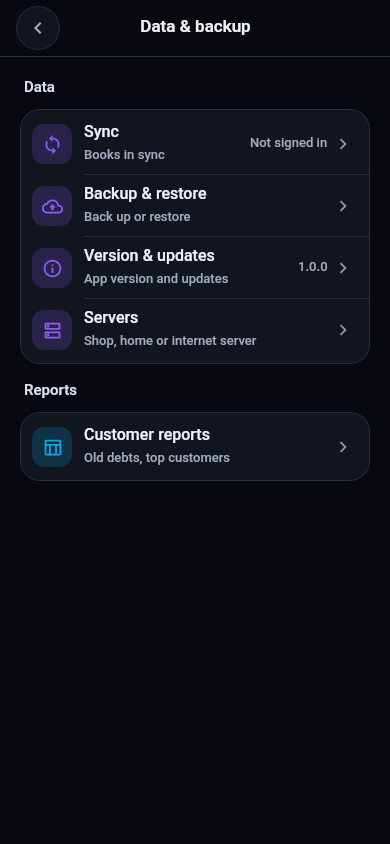 Data & backup
Data
Sync
Books in sync
Not signed in
Backup & restore
Back up or restore
Version & updates
App version and updates
1.0.0
Servers
Shop, home or internet server
Reports
Customer reports
Old debts, top customers